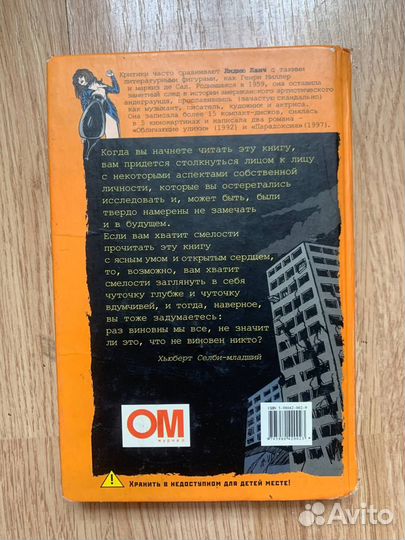 Критики часто сравнивают Лидию Ланч с такими
литературными фигурами, как Генри Миллер
и маркиз де Сад. Родившаяся в 1959, она оставила
заметный след в истории американского артистического
андеграунда, прославившись (зачастую скандально)
как музыкант, писатель, художник и актриса.
Она записала более 15 компакт-дисков, снялась
в 5 кинокартинах и написала два романа –
«Обличающие улики» (1992) и «Парадоксия» (1997).
Когда вы начнете читать эту книгу,
вам придется столкнуться лицом к лицу
с некоторыми аспектами собственной
личности, которые вы остерегались
исследовать и, может быть, были
твердо намерены не замечать
и в будущем.
Если вам хватит смелости
прочитать эту книгу
с ясным умом и открытым сердцем,
то, возможно, вам хватит
смелости заглянуть в себя
чуточку глубже и чуточку
вдумчивей, и тогда, наверное,
вы тоже задумаетесь:
раз виновны мы все, не значит
ли это, что не виновен никто?
Хьюберт Селби-младший
ОМ
журнал
Хранить в недоступном для детей месте!
Avito